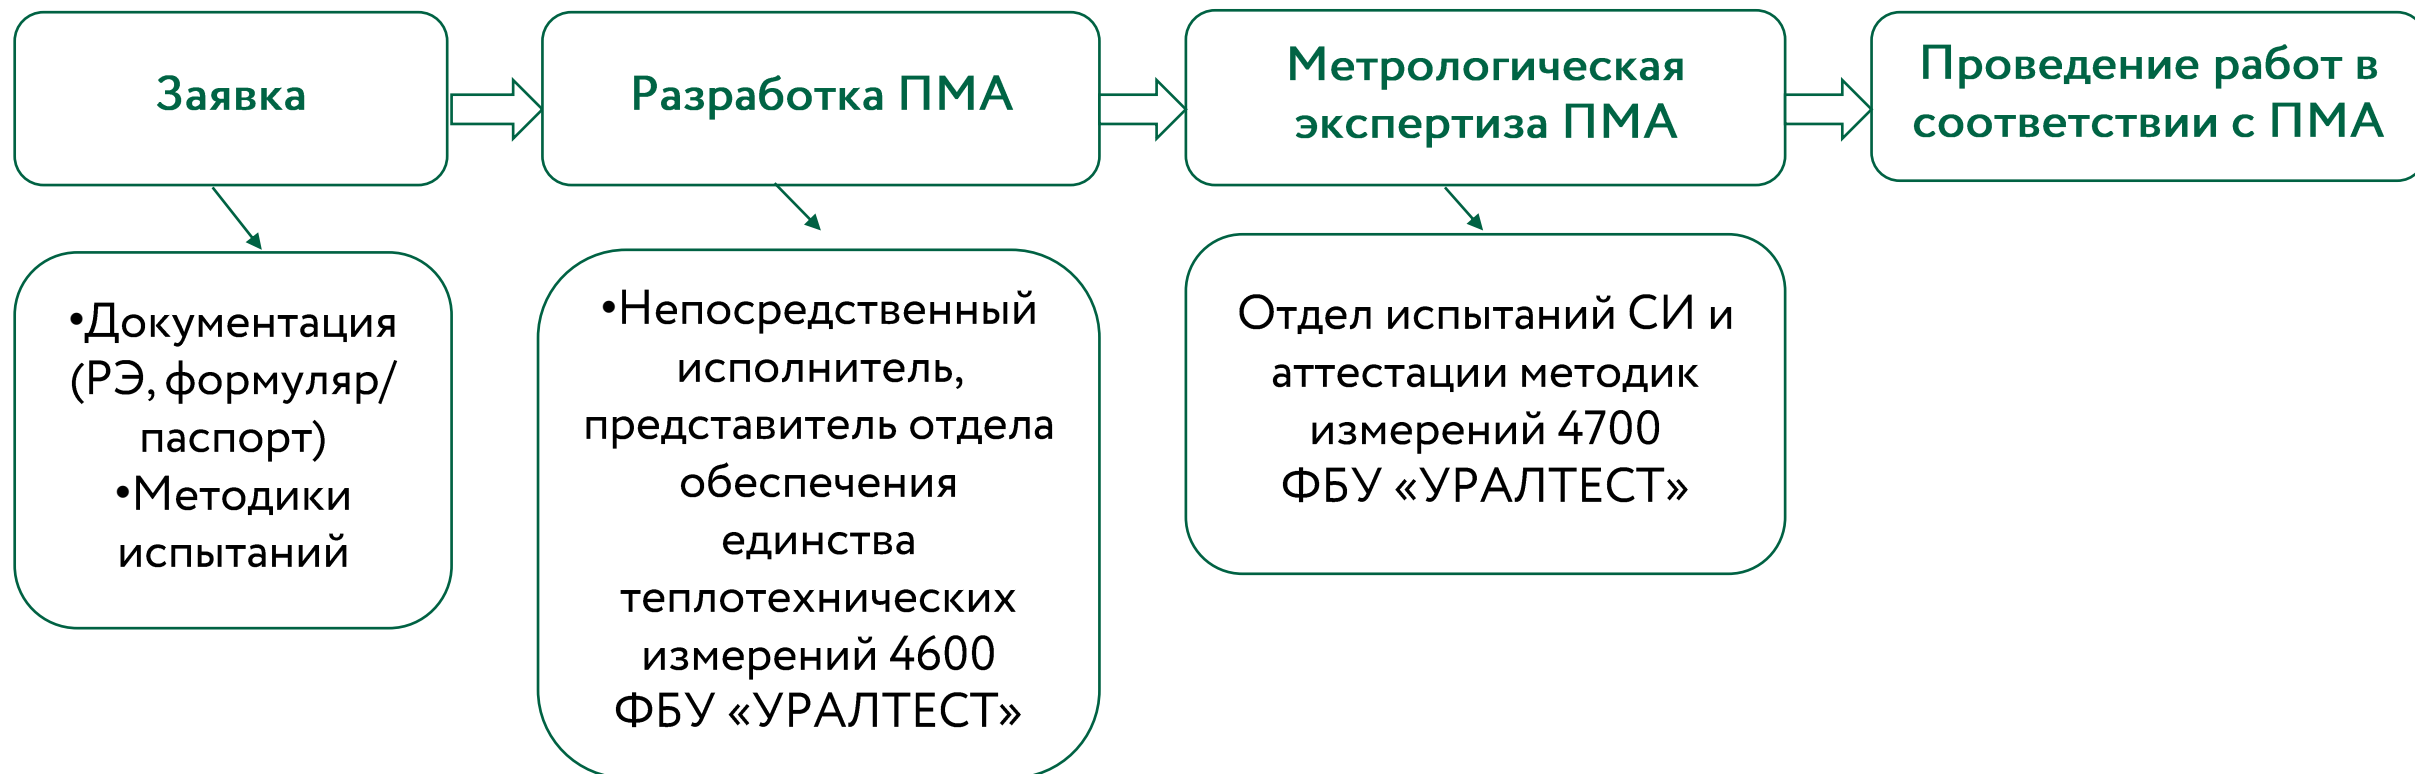 Заявка
Разработка ПМА
Метрологическая
экспертиза ПМА
Проведение работ в
соответствии с ПМА
•Документация
(РЭ, формуляр/
паспорт)
•Методики
испытаний
•Непосредственный
исполнитель,
представитель отдела
обеспечения
единства
теплотехнических
измерений 4600
ФБУ «УРАЛТЕСТ»
Отдел испытаний СИ и
аттестации методик
измерений 4700
ФБУ «УРАЛТЕСТ»